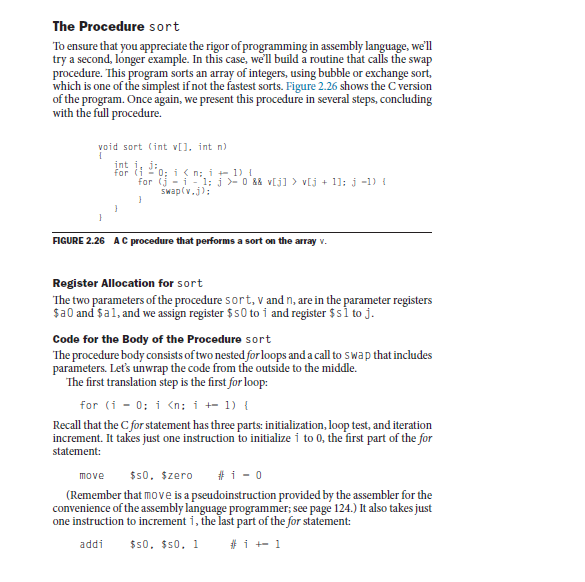 The Procedure sort
To ensure that you appreciate the rigor of programming in assembly language, we'll
try a second, longer example. In this case, we'll build a routine that calls the swap
procedure. This program sorts an array of integers, using bubble or exchange sort,
which is one of the simplest if not the fastest sorts. Figure 2.26 shows the C version
of the program. Once again, we present this procedure in several steps, concluding
with the full procedure.
void sort (int v[], int n)
{
int i, j;
for (i = 0; i < n; i += 1) {
for (j = i - 1; j >= 0 && v[j] > v[j + 1]; j -=1) {
swap(v,j);
}
}
}
FIGURE 2.26 A C procedure that performs a sort on the array v.
Register Allocation for sort
The two parameters of the procedure sort, v and n, are in the parameter registers
$a0 and $a1, and we assign register $s0 to i and register $s1 to j.
Code for the Body of the Procedure sort
The procedure body consists of two nested for loops and a call to swap that includes
parameters. Let's unwrap the code from the outside to the middle.
The first translation step is the first for loop:
for (i = 0; i <n; i += 1) {
Recall that the C for statement has three parts: initialization, loop test, and iteration
increment. It takes just one instruction to initialize i to 0, the first part of the for
statement:
move $s0, $zero # i = 0
(Remember that move is a pseudoinstruction provided by the assembler for the
convenience of the assembly language programmer; see page 124.) It also takes just
one instruction to increment i, the last part of the for statement:
addi $s0, $s0, 1 # i += 1